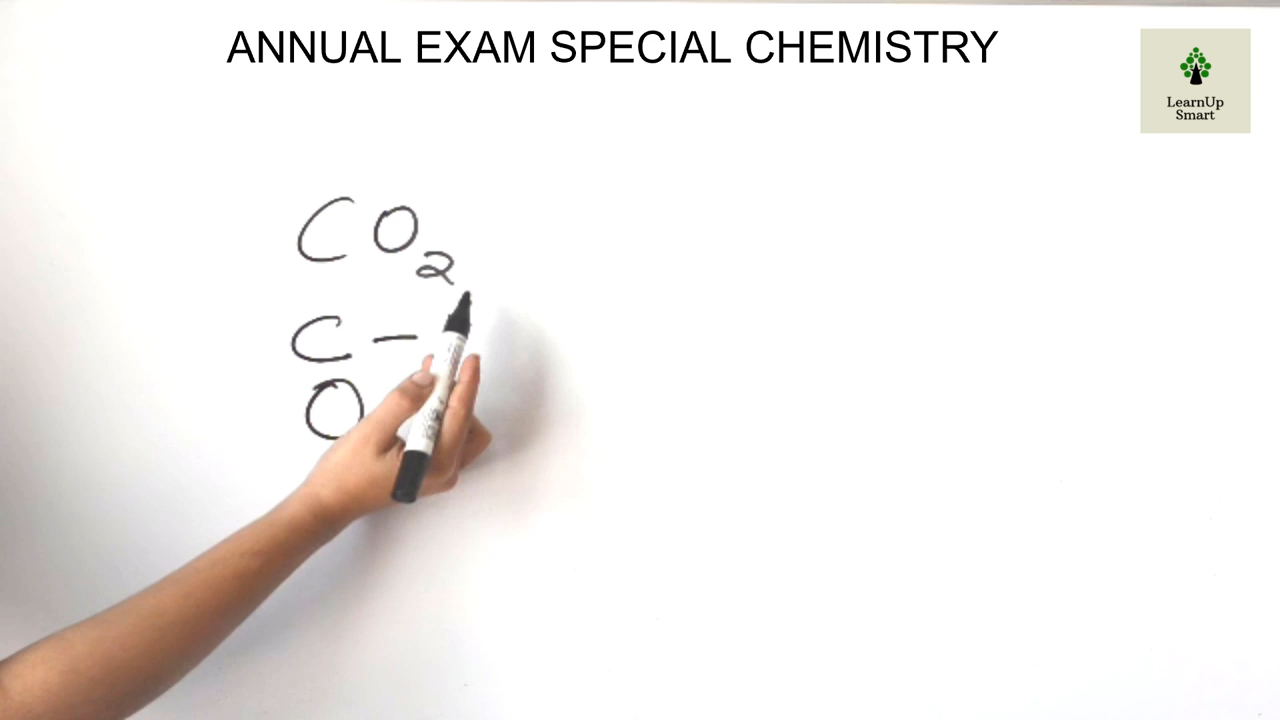 ANNUAL EXAM SPECIAL CHEMISTRY
LearnUp
Smart
CO₂
C –
O